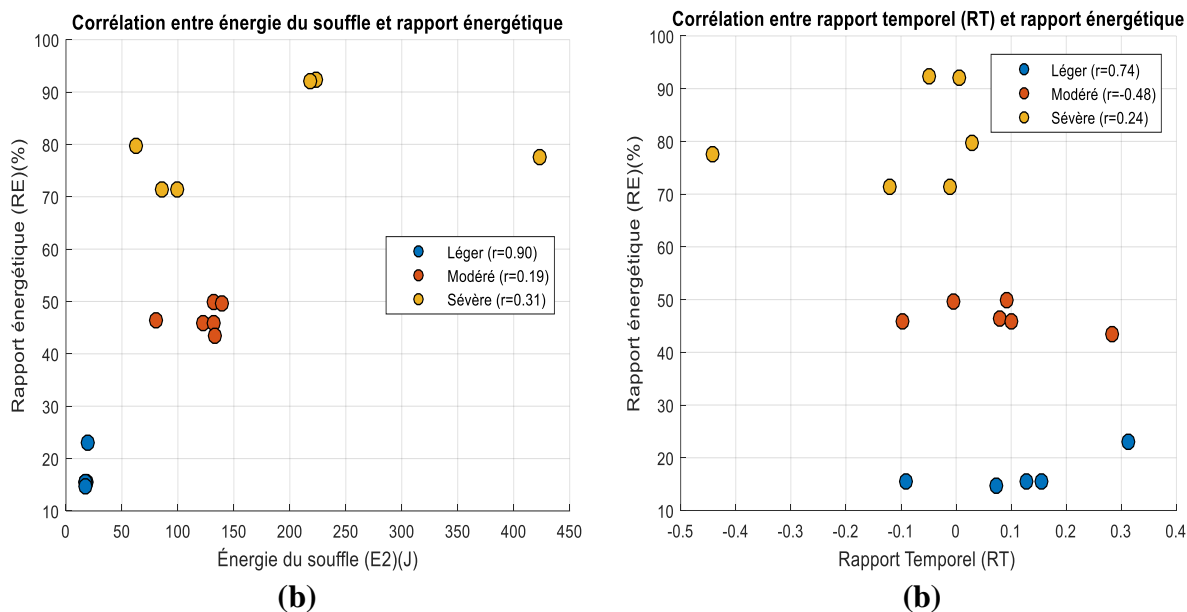 Corrélation entre énergie du souffle et rapport énergétique
100
90
80
70
60
50
40
30
20
10
Rapport énergétique (RE)(%)
Léger (r=0.90)
Modéré (r=0.19)
Sévère (r=0.31)
0 50 100 150 200 250 300 350 400 450
Énergie du souffle (E2)(J)
(b)
Corrélation entre rapport temporel (RT) et rapport énergétique
100
90
80
70
60
50
40
30
20
10
Rapport énergétique (RE)(%)
Léger (r=0.74)
Modéré (r=-0.48)
Sévère (r=0.24)
-0.5 -0.4 -0.3 -0.2 -0.1 0 0.1 0.2 0.3 0.4
Rapport Temporel (RT)
(b)